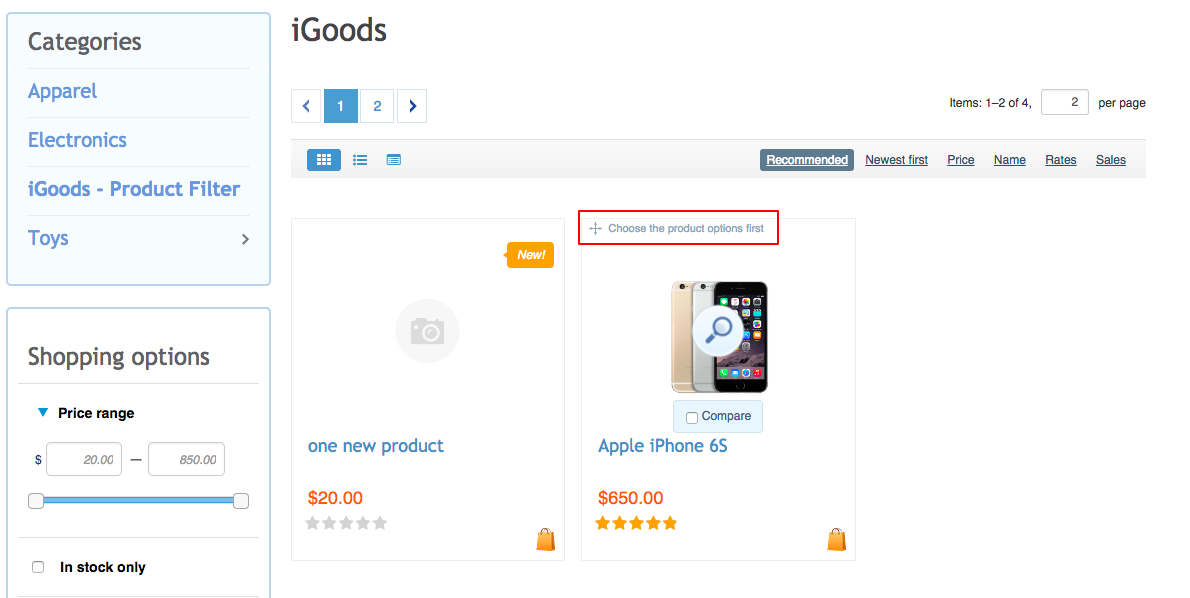 Categories
Apparel
Electronics
iGoods - Product Filter
Toys
Shopping options
Price range
$ 20.00 — 850.00
In stock only
iGoods
1 2
Items: 1–2 of 4, 2 per page
Recommended Newest first Price Name Rates Sales
New!
one new product
$20.00
Choose the product options first
Compare
Apple iPhone 6S
$650.00